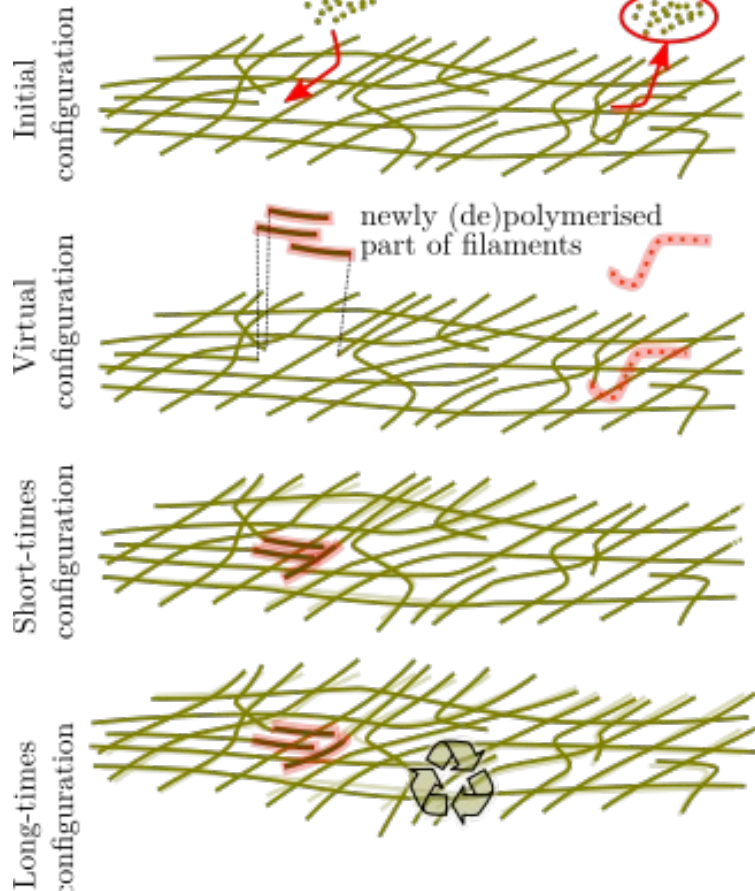 Initial
configuration
newly (de)polymerised
part of filaments
Virtual
configuration
Short-times
configuration
Long-times
configuration